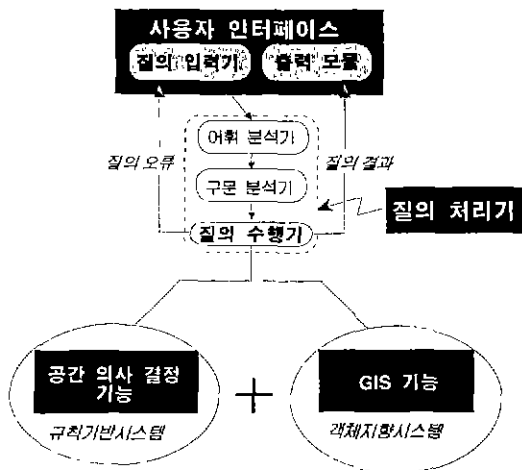 사용자 인터페이스
질의 입력기
출력 모듈
어휘 분석기
질의 오류
질의 결과
구문 분석기
질의 처리기
질의 수행기
공간 의사 결정
기능
규칙기반시스템
+
GIS 기능
객체지향시스템